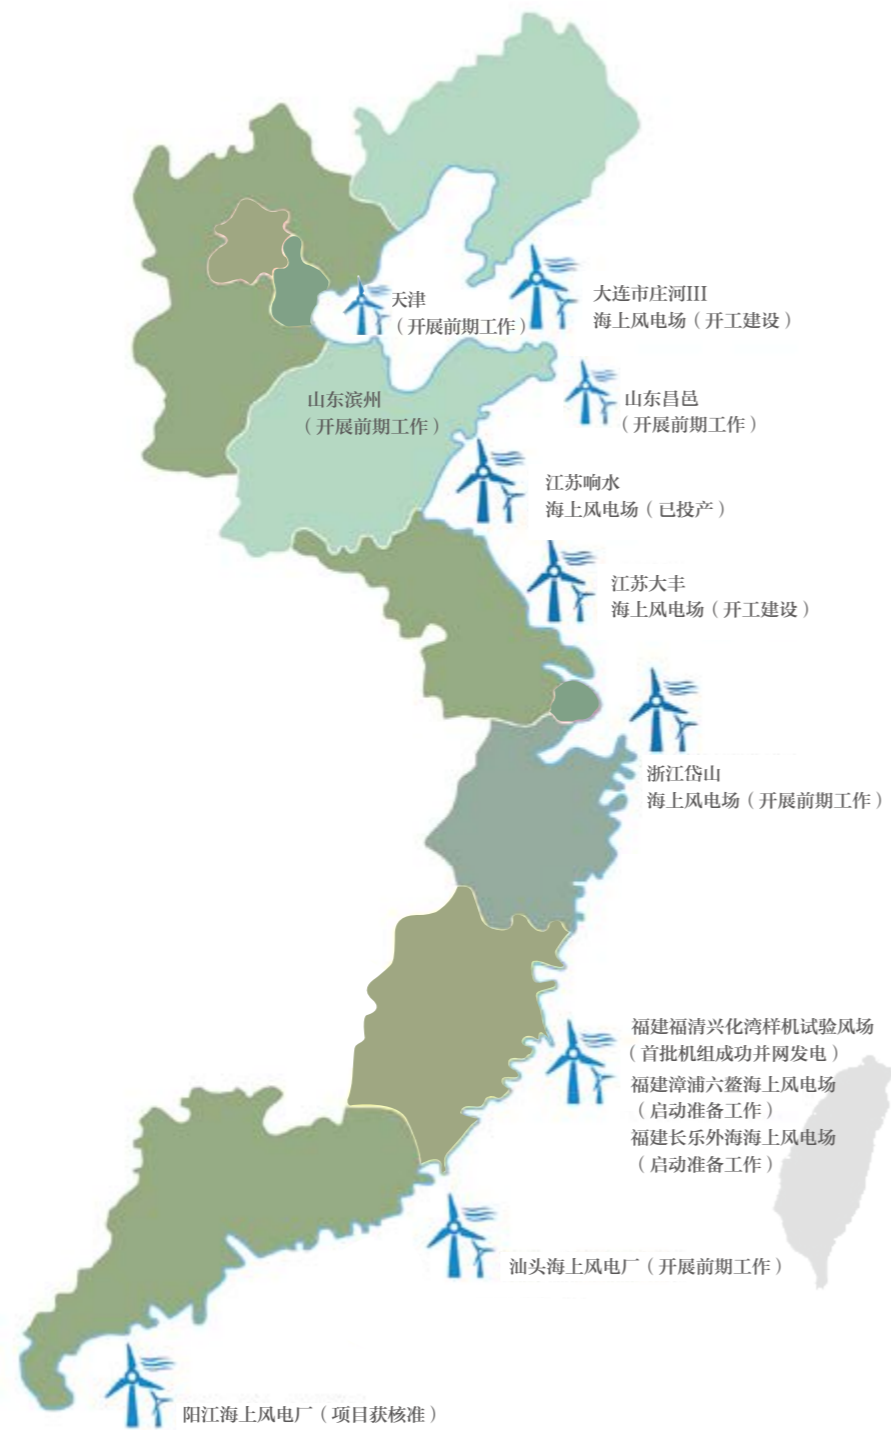 天津
（开展前期工作）
大连市庄河III
海上风电场（开工建设）
山东滨州
（开展前期工作）
山东昌邑
（开展前期工作）
江苏响水
海上风电场（已投产）
江苏大丰
海上风电场（开工建设）
浙江岱山
海上风电场（开展前期工作）
福建福清兴化湾样机试验风场
（首批机组成功并网发电）
福建漳浦六鳌海上风电场
（启动准备工作）
福建长乐外海海上风电场
（启动准备工作）
汕头海上风电厂（开展前期工作）
阳江海上风电厂（项目获核准）